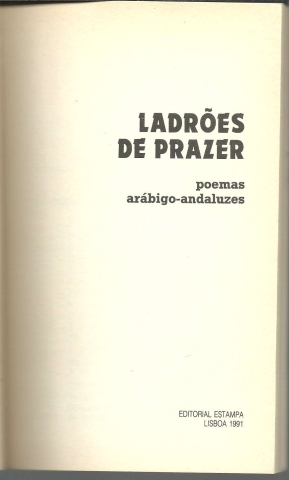 LADRÕES
DE PRAZER
poemas
arábigo-andaluzes
EDITORIAL ESTAMPA
LISBOA 1991